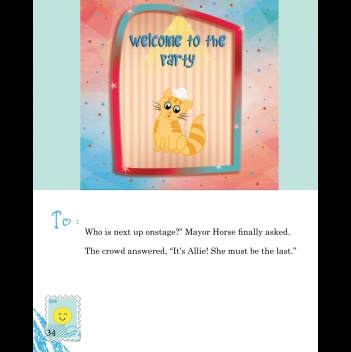 welcome to the
party
To:
Who is next up onstage?” Mayor Horse finally asked.
The crowd answered, “It’s Allie! She must be the last.”
34